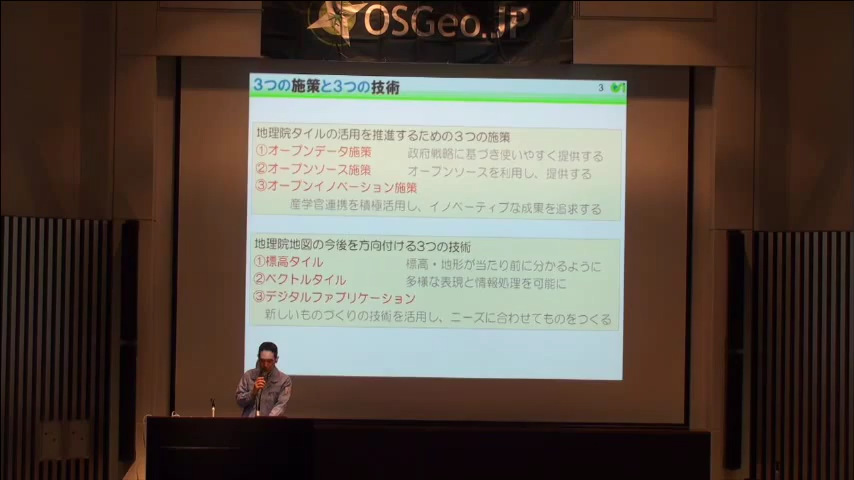 OSGeo.JP
3つの施策と3つの技術
3
地理院タイルの活用を推進するための3つの施策
①オープンデータ施策 政府戦略に基づき使いやすく提供する
②オープンソース施策 オープンソースを利用し、提供する
③オープンイノベーション施策
産学官連携を積極活用し、イノベーティブな成果を追求する
地理院地図の今後を方向付ける3つの技術
①標高タイル 標高・地形が当たり前に分かるように
②ベクトルタイル 多様な表現と情報処理を可能に
③デジタルファブリケーション
新しいものづくりの技術を活用し、ニーズに合わせてものをつくる